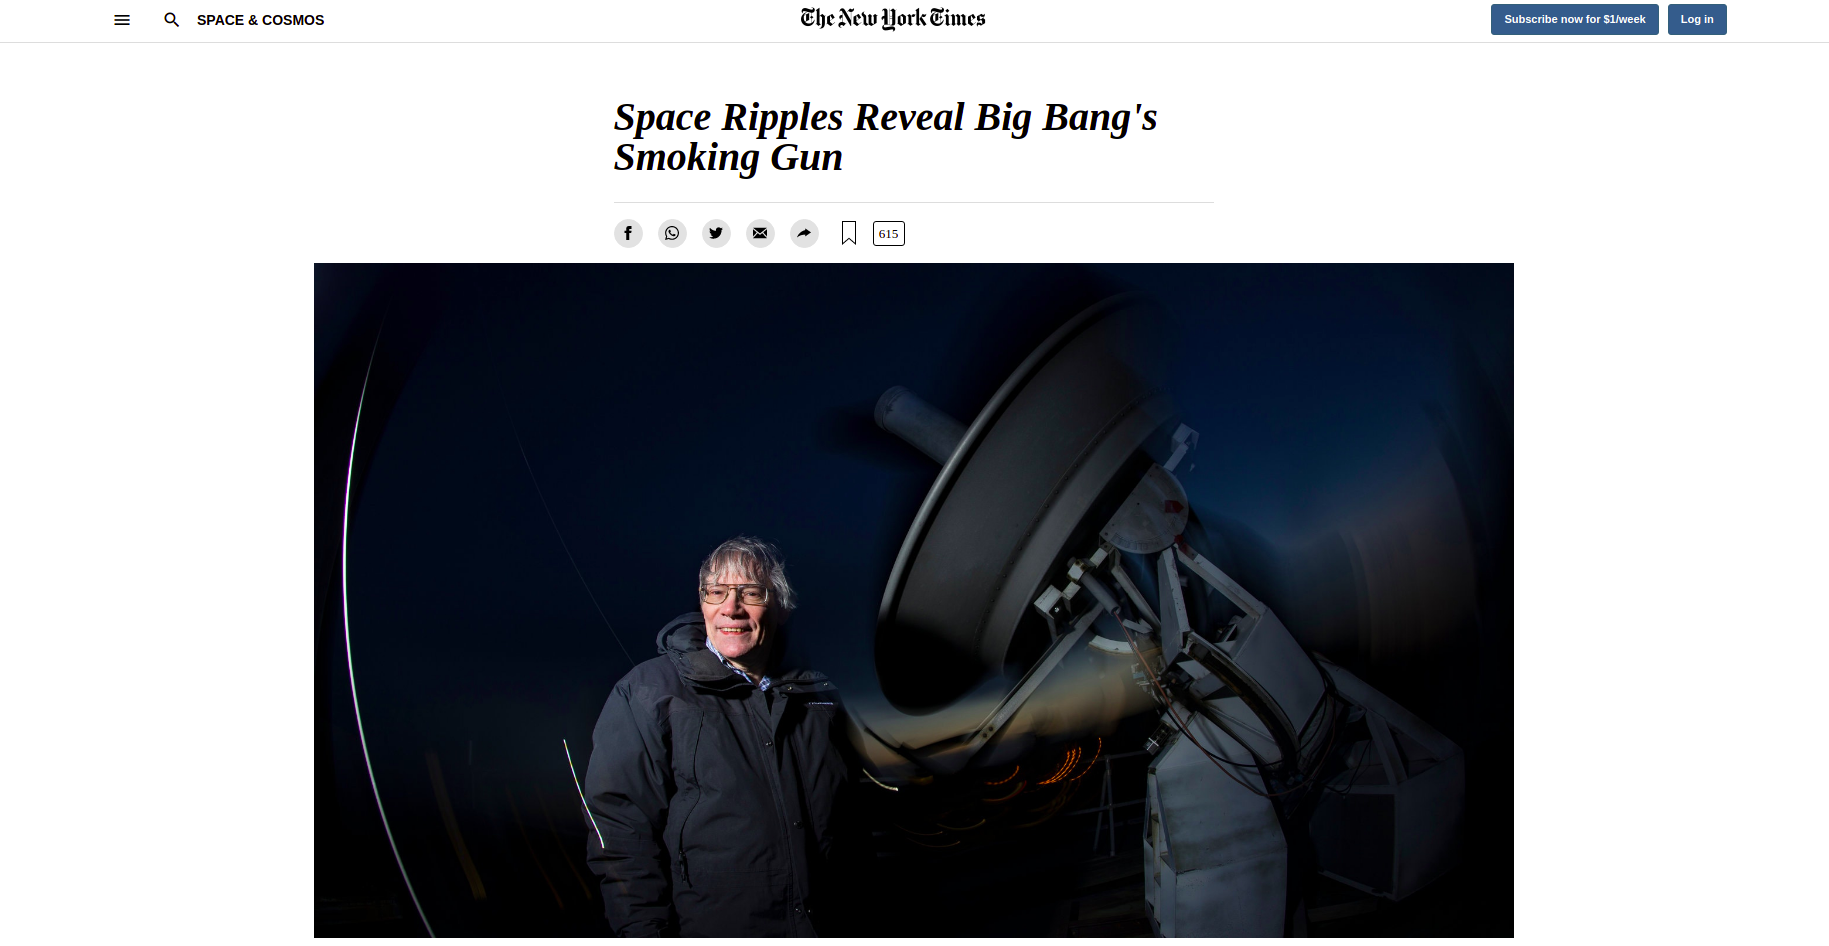 SPACE & COSMOS
The New York Times
Subscribe now for $1/week
Log in
Space Ripples Reveal Big Bang's
Smoking Gun
615